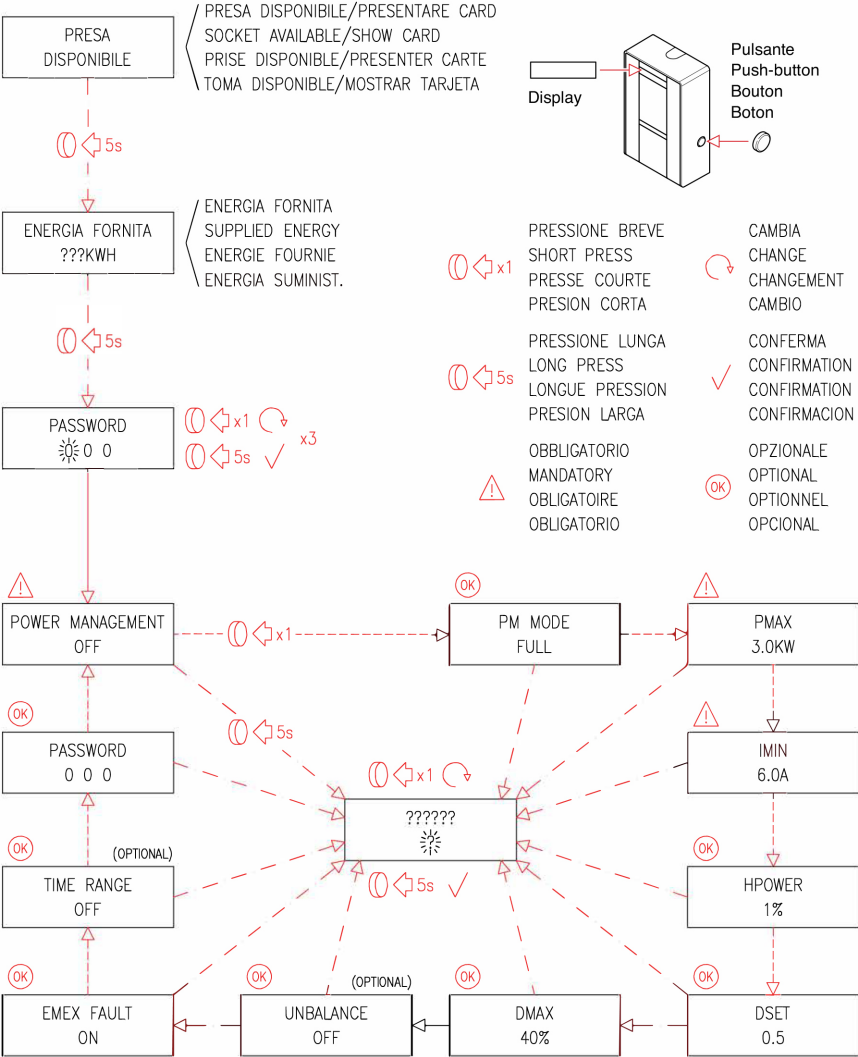 PRESA
DISPONIBILE
PRESA DISPONIBILE/PRESENTARE CARD
SOCKET AVAILABLE/SHOW CARD
PRISE DISPONIBLE/PRESENTER CARTE
TOMA DISPONIBLE/MOSTRAR TARJETA
Display
Pulsante
Push-button
Bouton
Boton
5s
ENERGIA FORNITA
???KWH
ENERGIA FORNITA
SUPPLIED ENERGY
ENERGIE FOURNIE
ENERGIA SUMINIST.
5s
x1
PRESSIONE BREVE
SHORT PRESS
PRESSE COURTE
PRESION CORTA
CAMBIA
CHANGE
CHANGEMENT
CAMBIO
5s
PRESSIONE LUNGA
LONG PRESS
LONGUE PRESSION
PRESION LARGA
CONFERMA
CONFIRMATION
CONFIRMATION
CONFIRMACION
!
OBBLIGATORIO
MANDATORY
OBLIGATOIRE
OBLIGATORIO
OK
OPZIONALE
OPTIONAL
OPTIONNEL
OPCIONAL
PASSWORD
0 0 0
x1
5s
x3
!
POWER MANAGEMENT
OFF
x1
OK
PM MODE
FULL
!
PMAX
3.0KW
5s
OK
PASSWORD
0 0 0
!
IMIN
6.0A
x1
??????
?
5s
OK
(OPTIONAL)
TIME RANGE
OFF
OK
HPOWER
1%
OK
EMEX FAULT
ON
OK
(OPTIONAL)
UNBALANCE
OFF
OK
DMAX
40%
OK
DSET
0.5